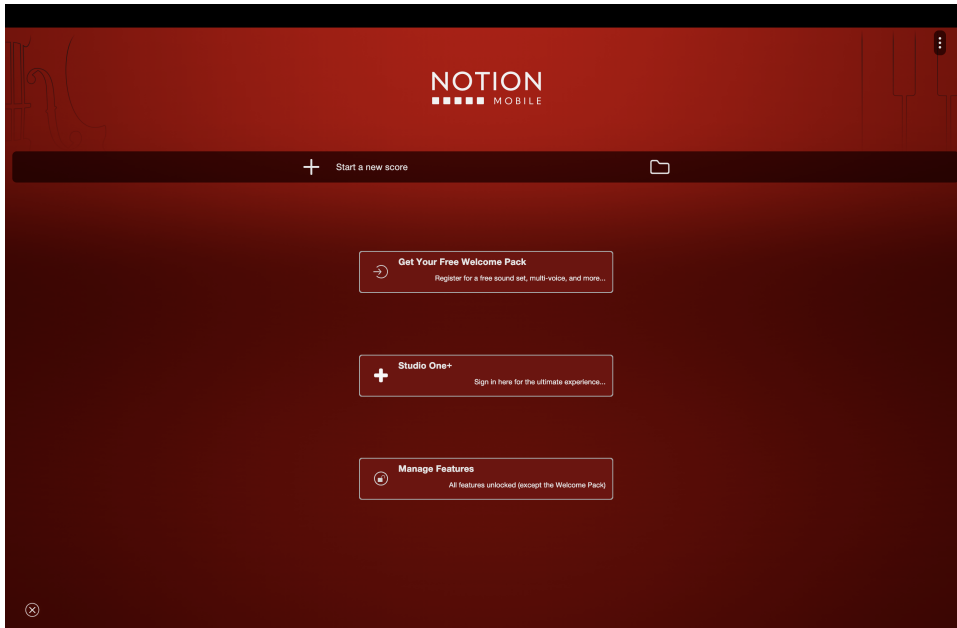 NOTION
MOBILE
Start a new score
Get Your Free Welcome Pack
Register for a free sound set, multi-voice, and more...
Studio One+
Sign in here for the ultimate experience...
Manage Features
All features unlocked (except the Welcome Pack)